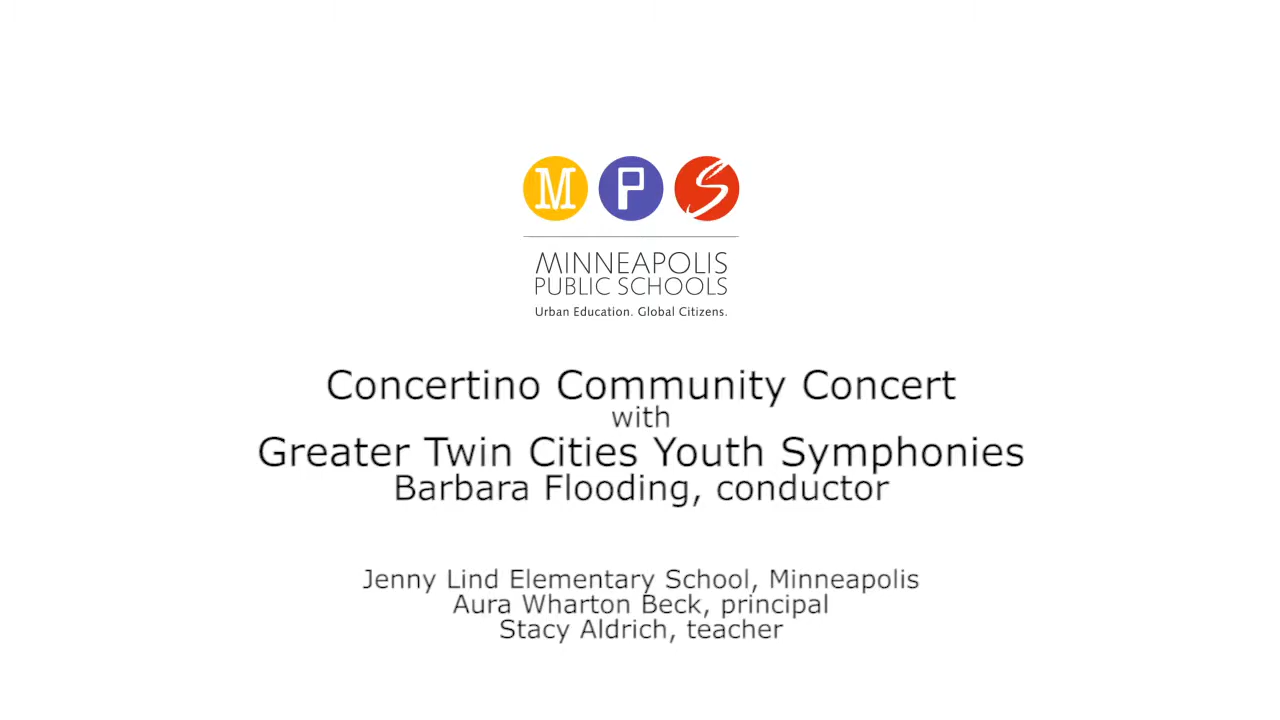 M P S
MINNEAPOLIS
PUBLIC SCHOOLS
Urban Education. Global Citizens.
Concertino Community Concert
with
Greater Twin Cities Youth Symphonies
Barbara Flooding, conductor
Jenny Lind Elementary School, Minneapolis
Aura Wharton Beck, principal
Stacy Aldrich, teacher